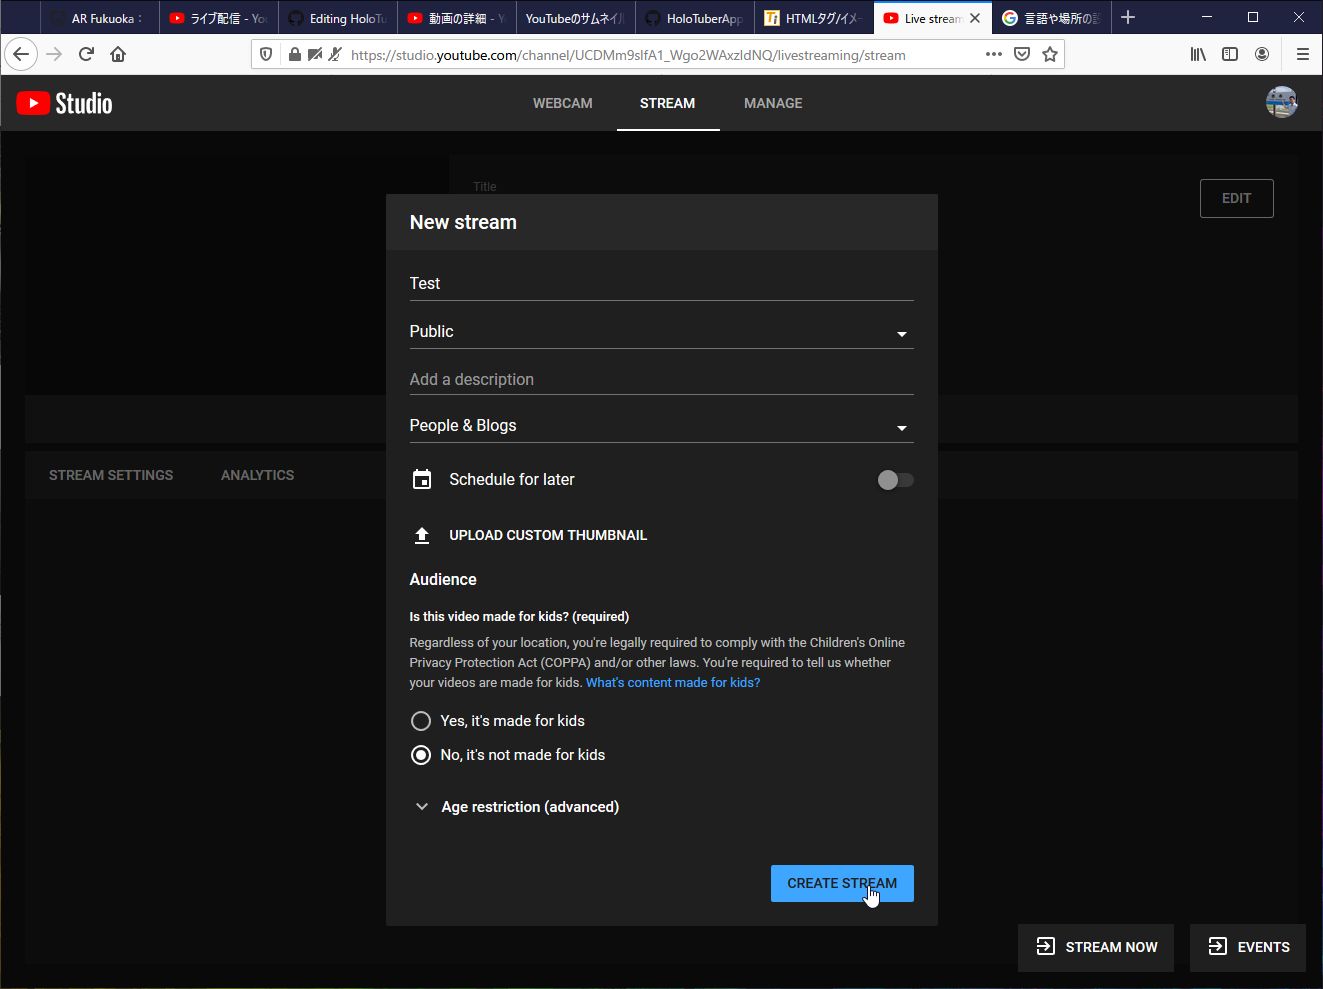 AR Fukuoka :
ライブ配信 - Yo
Editing HoloTu
動画の詳細 - Y
YouTubeのサムネイル
HoloTuberApp
HTMLタグ/イメー
Live stream
言語や場所の設
https://studio.youtube.com/channel/UCDMm9slfA1_Wgo2WAxzldNQ/livestreaming/stream
Studio
WEBCAM
STREAM
MANAGE
Title
EDIT
New stream
Test
Public
Add a description
People & Blogs
STREAM SETTINGS
ANALYTICS
Schedule for later
UPLOAD CUSTOM THUMBNAIL
Audience
Is this video made for kids? (required)
Regardless of your location, you're legally required to comply with the Children's Online
Privacy Protection Act (COPPA) and/or other laws. You're required to tell us whether
your videos are made for kids. What's content made for kids?
Yes, it's made for kids
No, it's not made for kids
Age restriction (advanced)
CREATE STREAM
STREAM NOW
EVENTS